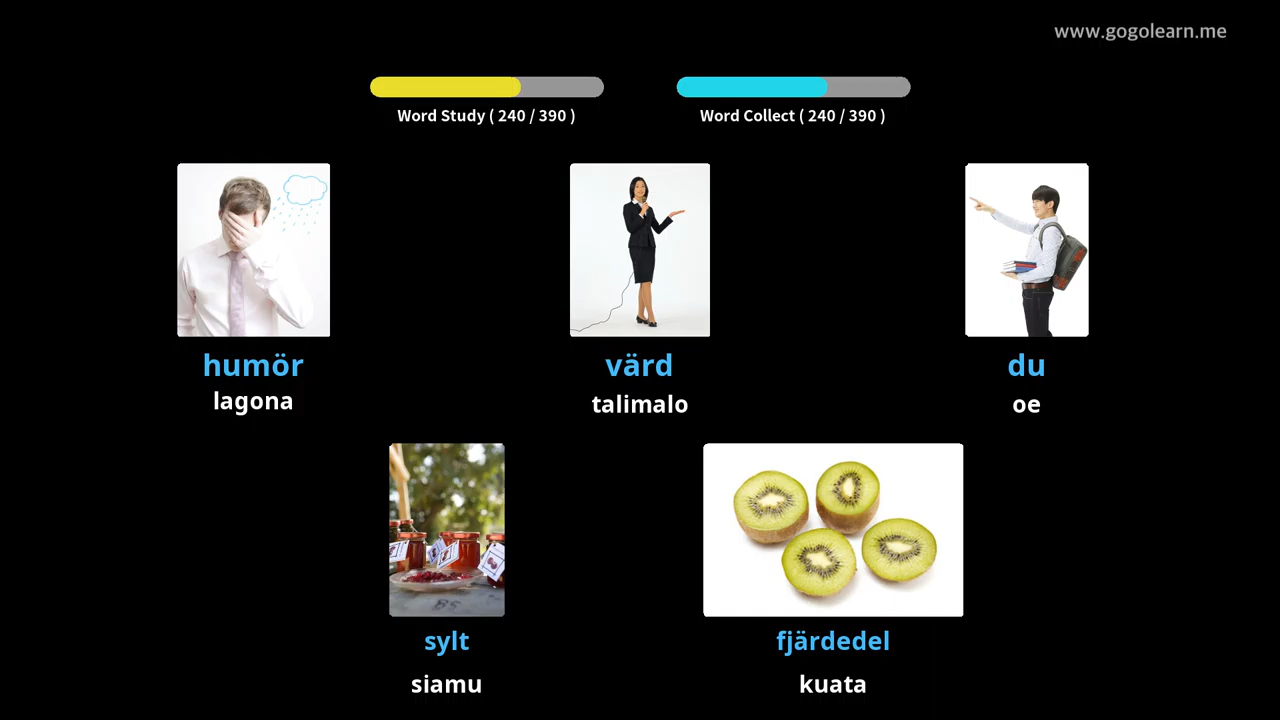 www.gogolearn.me
Word Study ( 240 / 390 )
Word Collect ( 240 / 390 )
humör
värd
du
lagona
talimalo
oe
sylt
fjärdedel
siamu
kuata